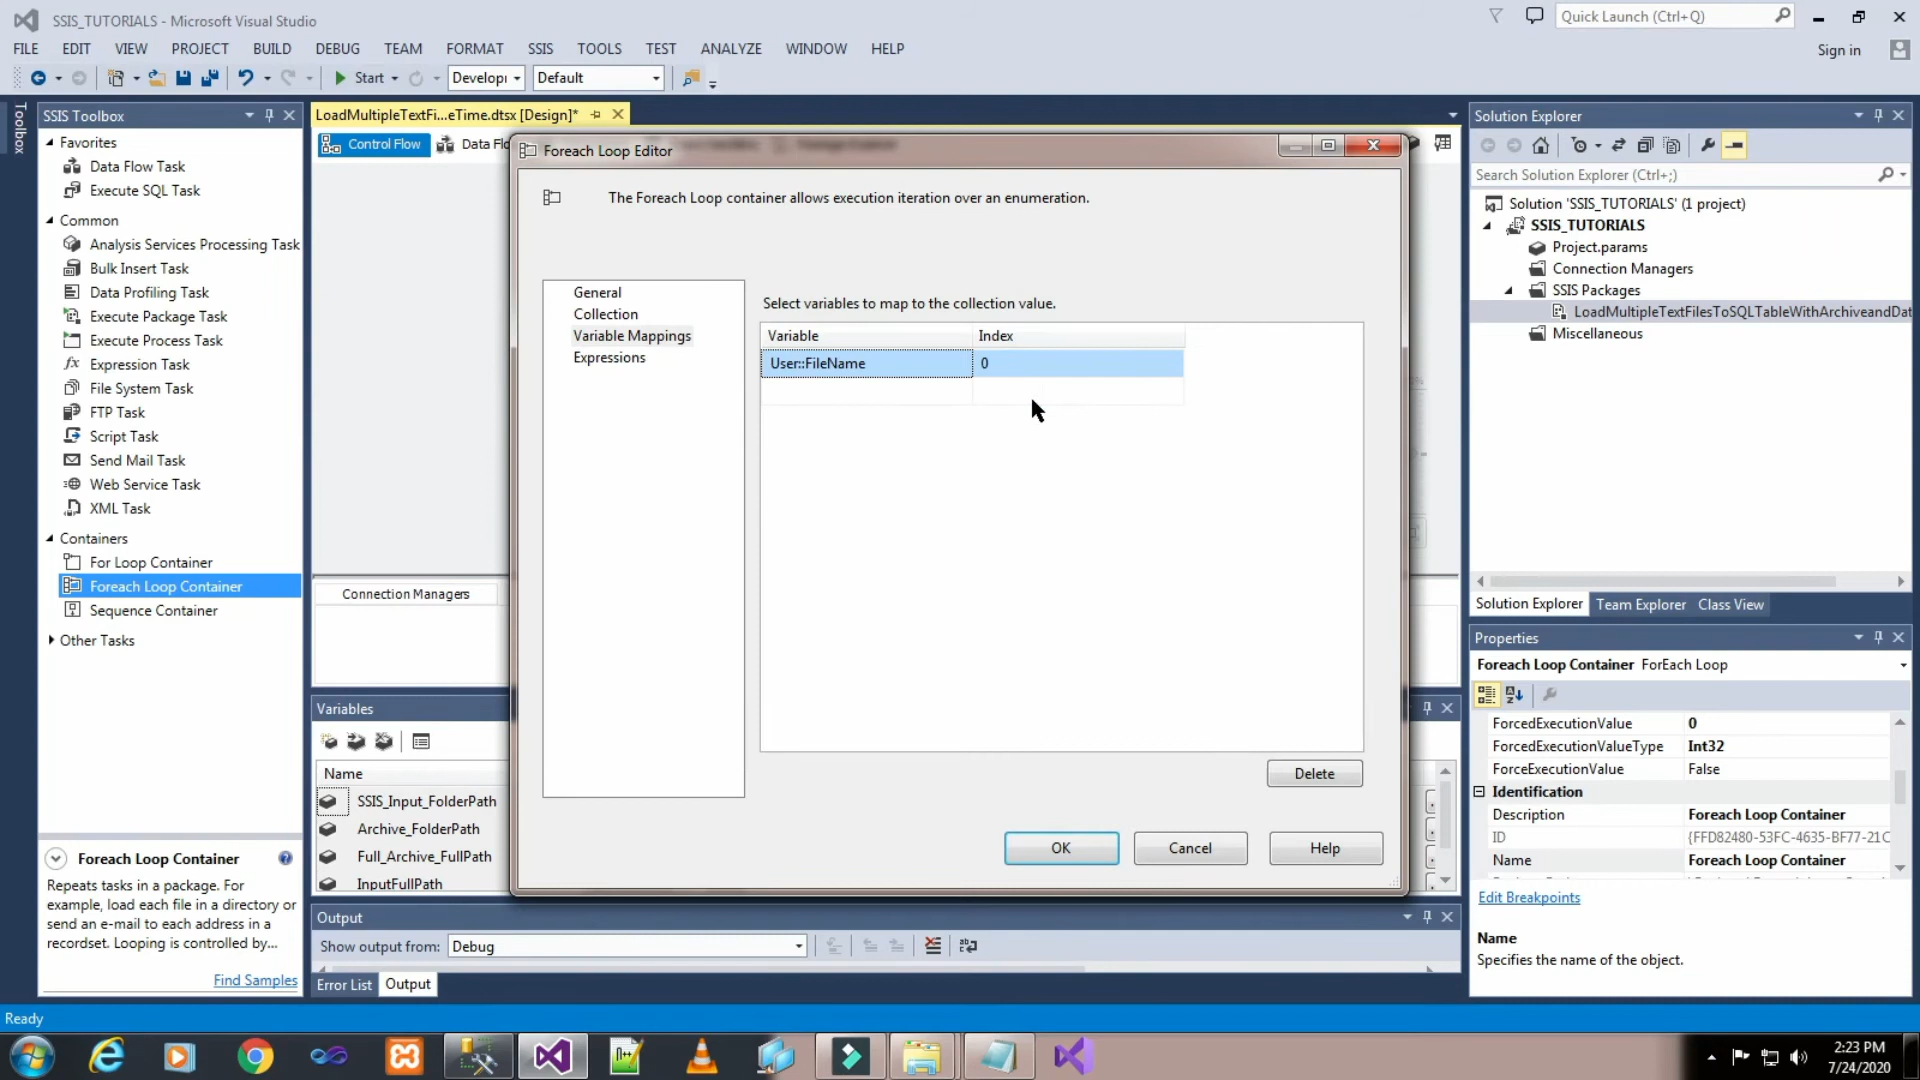 SSIS_TUTORIALS - Microsoft Visual Studio
Quick Launch (Ctrl+Q)
FILE EDIT VIEW PROJECT BUILD DEBUG TEAM FORMAT SSIS TOOLS TEST ANALYZE WINDOW HELP
Sign in
Start Developi Default
Toolbox
SSIS Toolbox
Favorites
Data Flow Task
Execute SQL Task
Common
Analysis Services Processing Task
Bulk Insert Task
Data Profiling Task
Execute Package Task
Execute Process Task
Expression Task
File System Task
FTP Task
Script Task
Send Mail Task
Web Service Task
XML Task
Containers
For Loop Container
Foreach Loop Container
Sequence Container
Other Tasks
Foreach Loop Container
Repeats tasks in a package. For
example, load each file in a directory or
send an e-mail to each address in a
recordset. Looping is controlled by...
Find Samples
LoadMultipleTextFi...eTime.dtsx [Design]*
Control Flow Data Flo
Connection Managers
Variables
Name
SSIS_Input_FolderPath
Archive_FolderPath
Full_Archive_FullPath
InputFullPath
Output
Show output from: Debug
Error List Output
Foreach Loop Editor
The Foreach Loop container allows execution iteration over an enumeration.
General
Collection
Variable Mappings
Expressions
Select variables to map to the collection value.
Variable Index
User::FileName 0
Delete
OK Cancel Help
Solution Explorer
Search Solution Explorer (Ctrl+;)
Solution 'SSIS_TUTORIALS' (1 project)
SSIS_TUTORIALS
Project.params
Connection Managers
SSIS Packages
LoadMultipleTextFilesToSQLTableWithArchiveandDat
Miscellaneous
Solution Explorer Team Explorer Class View
Properties
Foreach Loop Container ForEach Loop
ForcedExecutionValue 0
ForcedExecutionValueType Int32
ForceExecutionValue False
Identification
Description Foreach Loop Container
ID {FFD82480-53FC-4635-BF77-21C
Name Foreach Loop Container
Edit Breakpoints
Name
Specifies the name of the object.
Ready
2:23 PM
7/24/2020